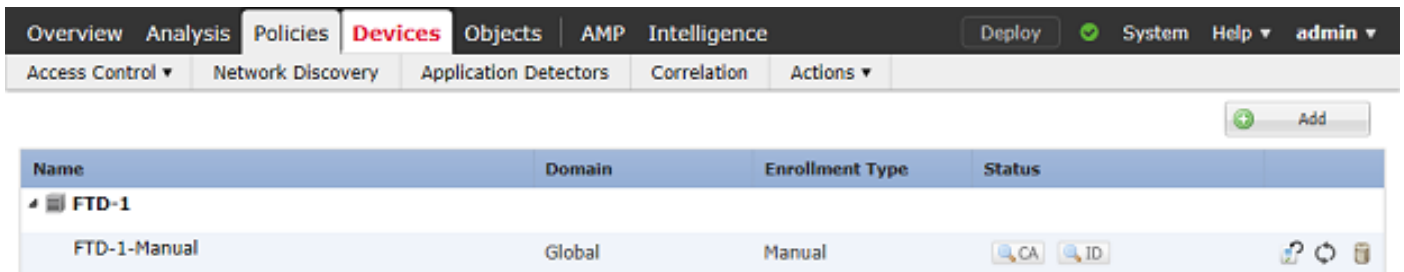 Overview Analysis Policies Devices Objects AMP Intelligence Deploy System Help ▾ admin ▾
Access Control ▾ Network Discovery Application Detectors Correlation Actions ▾
Add
Name Domain Enrollment Type Status
FTD-1
FTD-1-Manual Global Manual CA ID